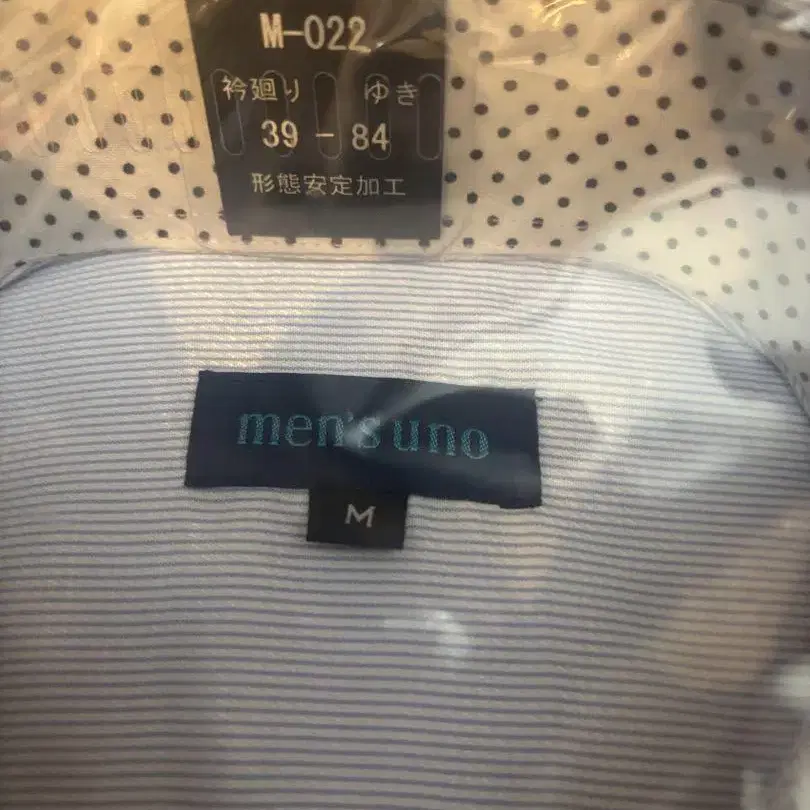 M-022
衿廻り ゆき
39 - 84
形態安定加工
men's uno
M